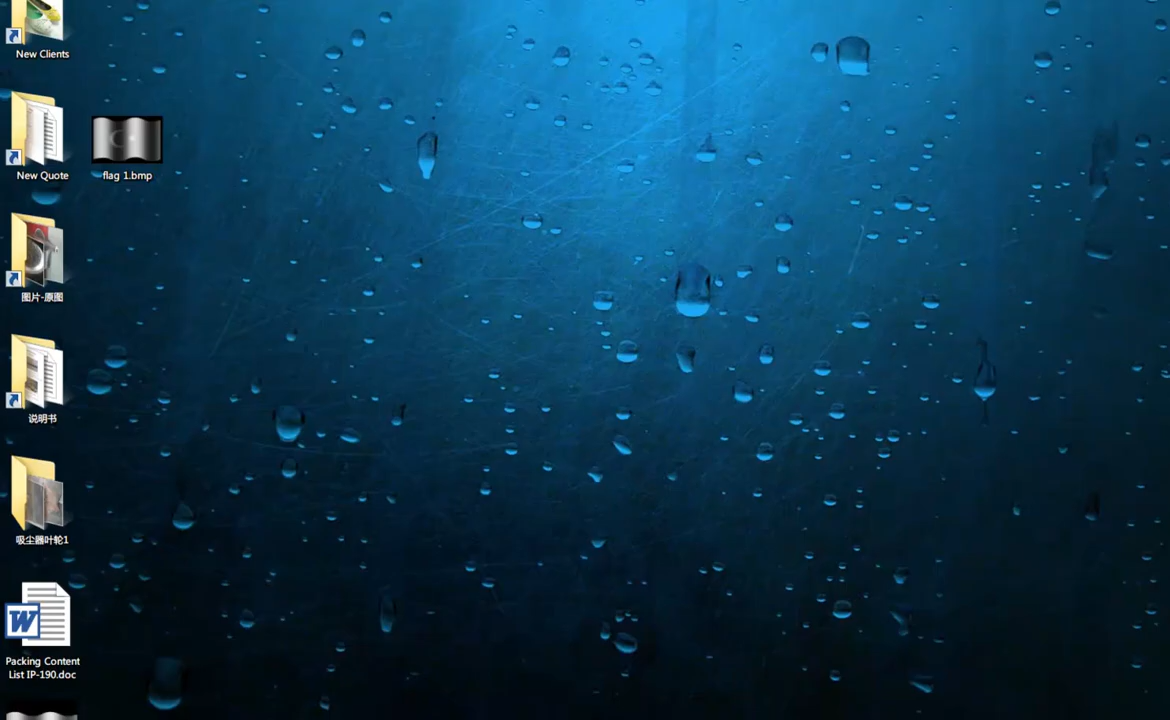 New Clients
New Quote
flag 1.bmp
图片-原图
说明书
吸尘器叶轮1
Packing Content
List IP-190.doc